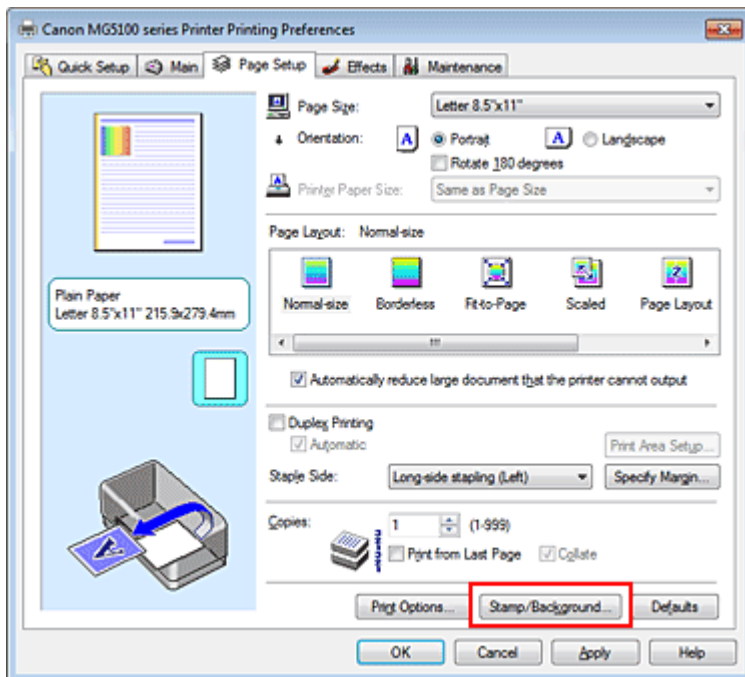 Canon MG5100 series Printer Printing Preferences
Quick Setup Main Page Setup Effects Maintenance
Page Size: Letter 8.5"x11"
Orientation: A Portrait A Landscape
Rotate 180 degrees
Printer Paper Size: Same as Page Size
Page Layout: Normal-size
Normal-size Borderless Fit-to-Page Scaled Page Layout
Plain Paper
Letter 8.5"x11" 215.9x279.4mm
Automatically reduce large document that the printer cannot output
Duplex Printing
Automatic Print Area Setup...
Staple Side: Long-side stapling (Left) Specify Margin...
Copies: 1 (1-999)
Print from Last Page Collate
Print Options... Stamp/Background... Defaults
OK Cancel Apply Help